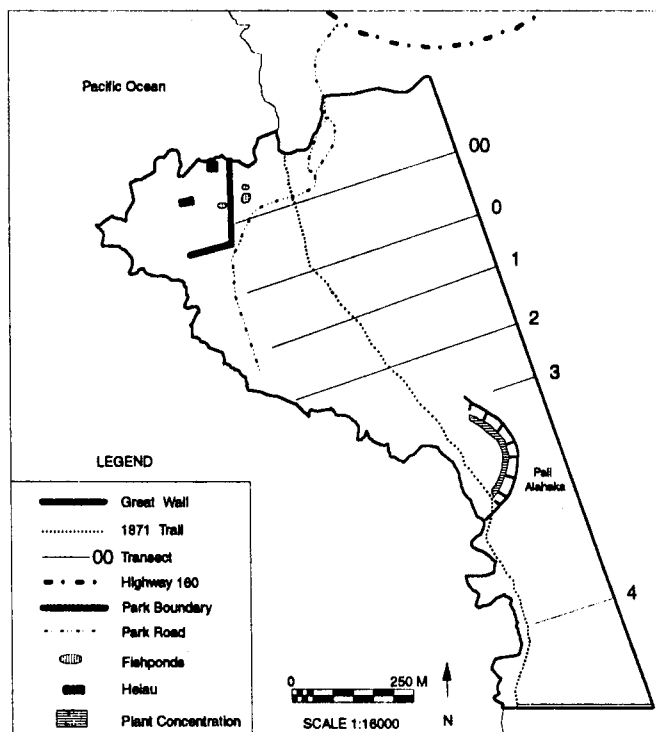 Pacific Ocean
00
0
1
2
3
Pali
Alahaka
4
LEGEND
Great Wall
1871 Trail
00 Transect
Highway 160
Park Boundary
Park Road
Fishponds
Heiau
Plant Concentration
0 250 M
SCALE 1:16000
N